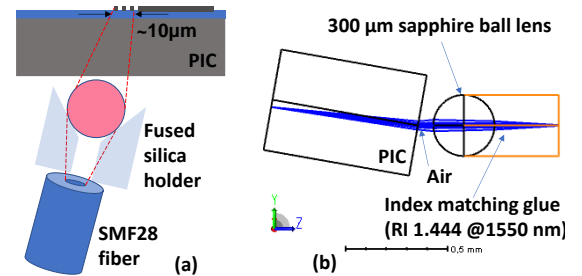 ~10μm
PIC
Fused
silica
holder
SMF28
fiber
(a)
300 μm sapphire ball lens
PIC
Air
Index matching glue
(RI 1.444 @1550 nm)
Y
Z
0,5 mm
(b)